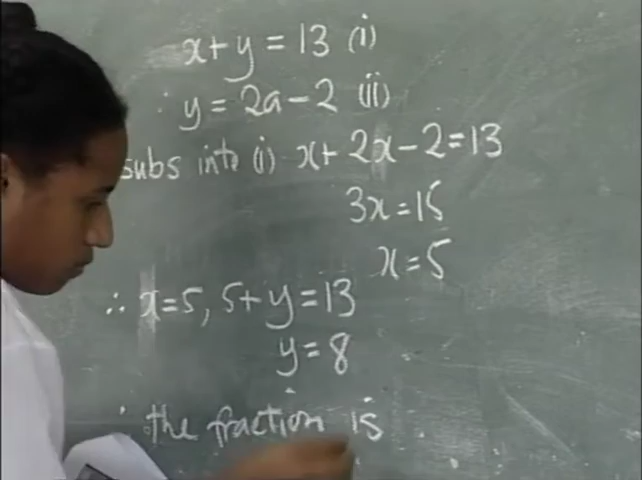 x+y=13 (i)
y=2a-2 (ii)
subs into (i) x+2x-2=13
3x=15
x=5
∴ x=5, 5+y=13
y=8
∴ the fraction is